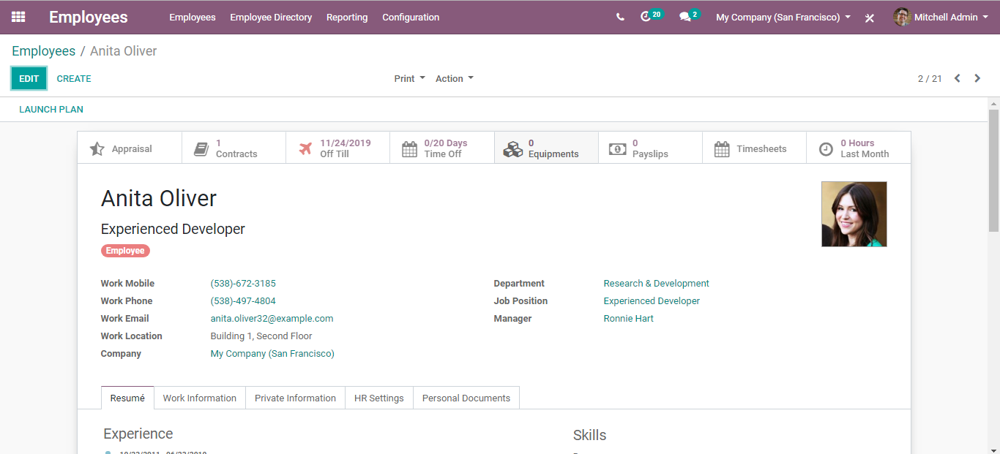 Employees Employees Employee Directory Reporting Configuration 20 2 My Company (San Francisco) Mitchell Admin
Employees / Anita Oliver
EDIT CREATE Print Action 2 / 21
LAUNCH PLAN
Appraisal
1
Contracts
11/24/2019
Off Till
0/20 Days
Time Off
0
Equipments
0
Payslips
Timesheets
0 Hours
Last Month
Anita Oliver
Experienced Developer
Employee
Work Mobile (538)-672-3185
Work Phone (538)-497-4804
Work Email anita.oliver32@example.com
Work Location Building 1, Second Floor
Company My Company (San Francisco)
Department Research & Development
Job Position Experienced Developer
Manager Ronnie Hart
Resumé Work Information Private Information HR Settings Personal Documents
Experience
Skills